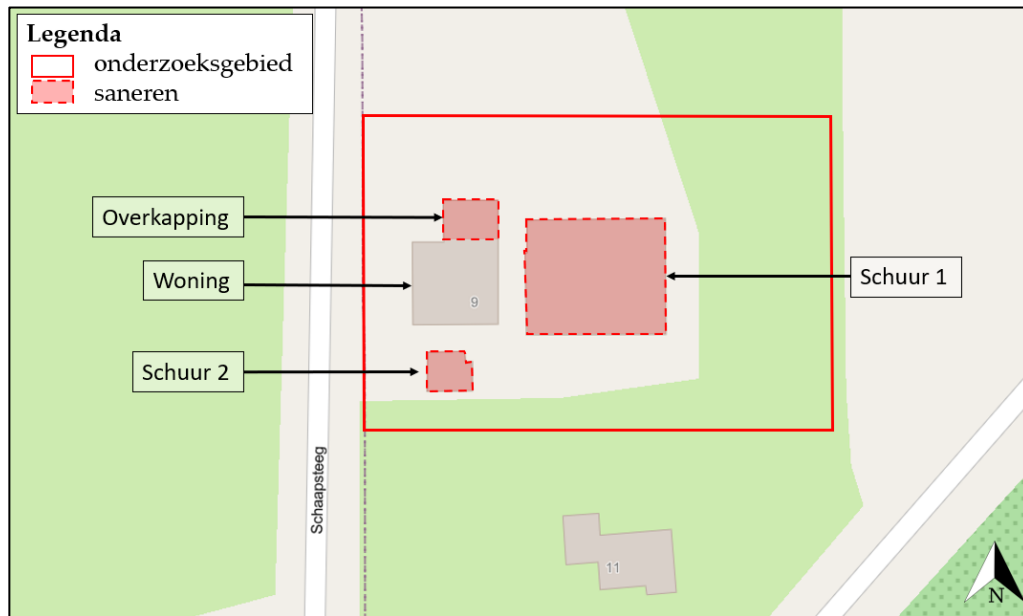 Legenda
onderzoeksgebied
saneren
Overkapping
Woning
9
Schuur 1
Schuur 2
Schaapsteeg
11
N